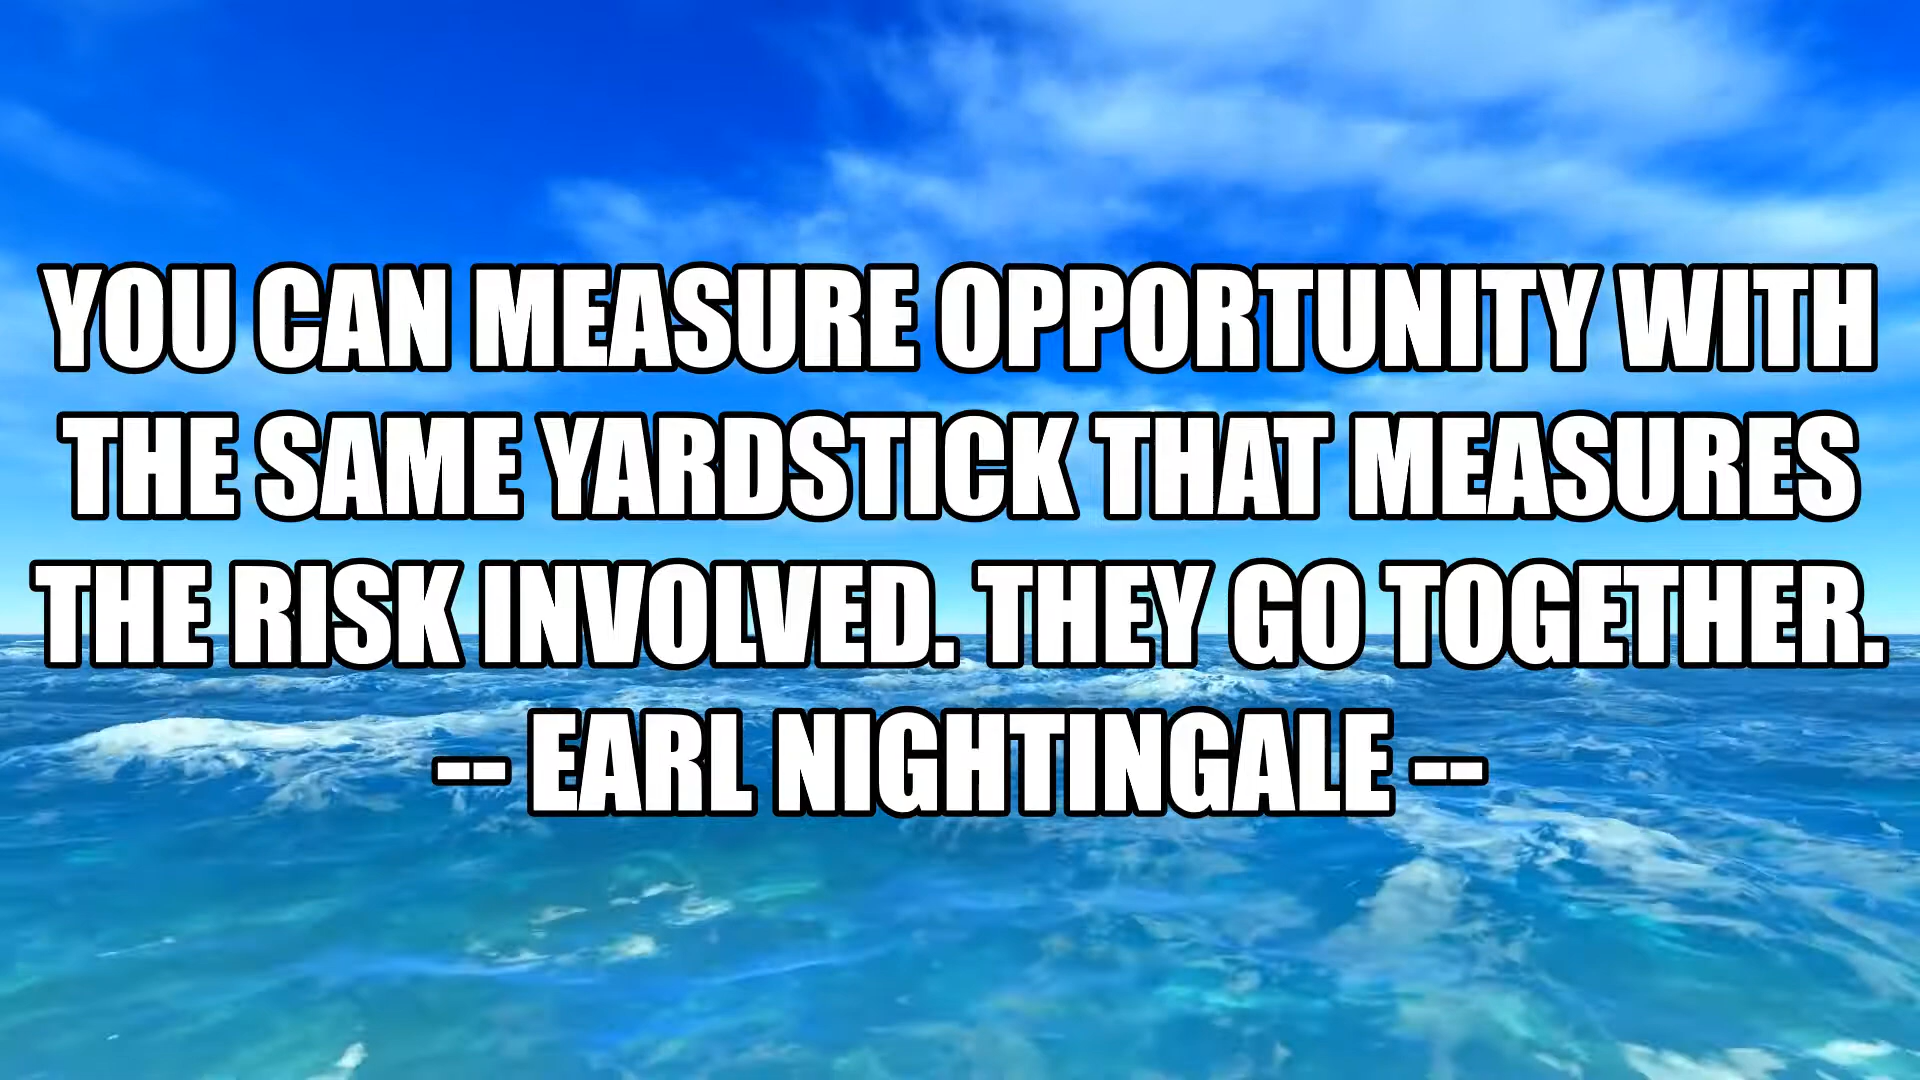 YOU CAN MEASURE OPPORTUNITY WITH
THE SAME YARDSTICK THAT MEASURES
THE RISK INVOLVED. THEY GO TOGETHER.
-- EARL NIGHTINGALE --